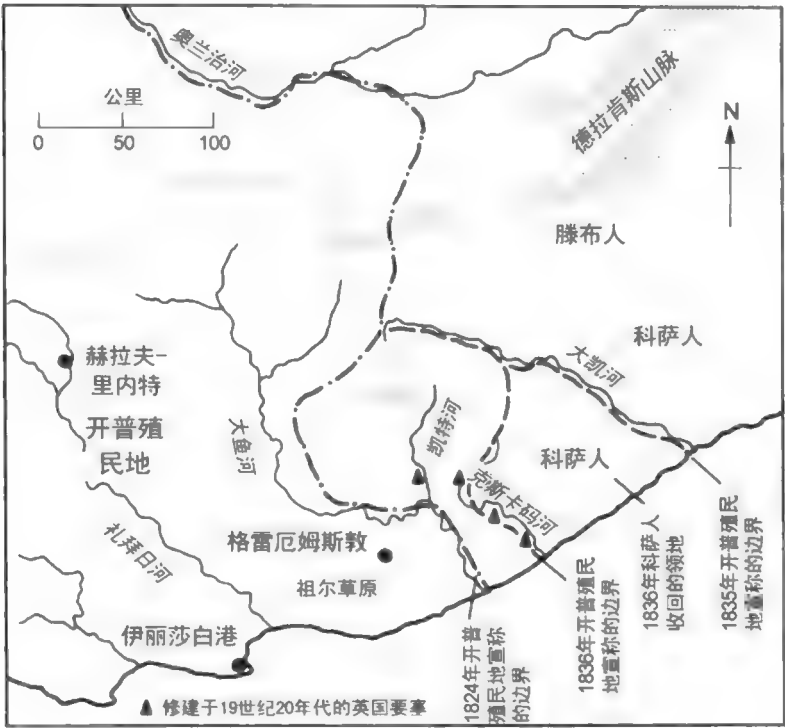 奥兰治河
公里
0 50 100
德拉肯斯山脉
N
滕布人
科萨人
大凯河
赫拉夫-
里内特
开普殖
民地
大鱼河
凯特河
克斯卡码河
科萨人
礼拜日河
格雷厄姆斯敦
祖尔草原
伊丽莎白港
1824年开普
殖民地宣称
的边界
1836年开普殖民
地宣称的边界
1836年科萨人
收回的领地
1835年开普殖民
地宣称的边界
修建于19世纪20年代的英国要塞